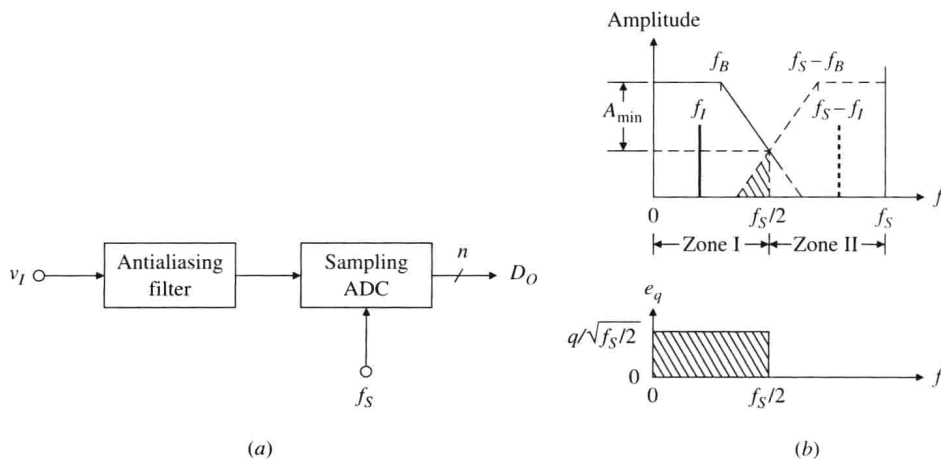 Amplitude
f_B
f_S − f_B
A_min
f_I
f_S − f_I
0
f_S/2
f_S
f
Zone I
Zone II
v_I
Antialiasing
filter
Sampling
ADC
n
D_O
f_S
e_q
q/√f_S/2
0
0
f_S/2
f
(a)
(b)